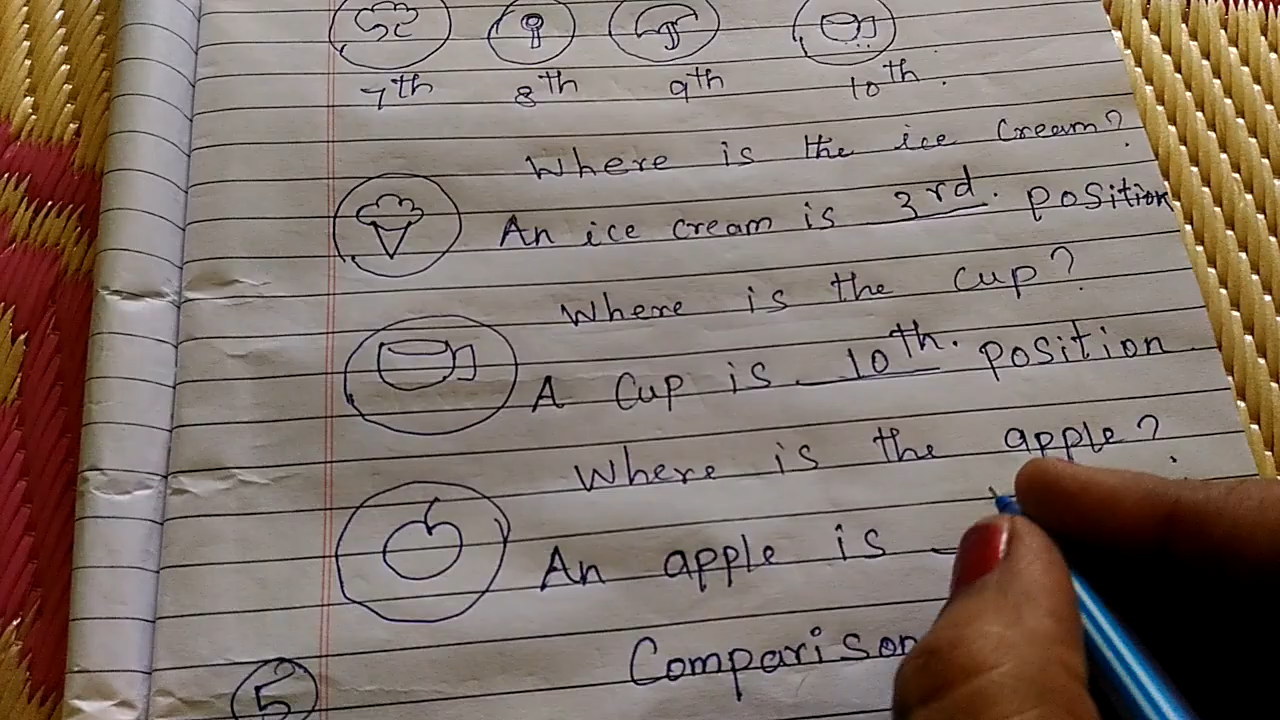 7th 8th 9th 10th.
Where is the ice cream?
An ice cream is 3rd. position
Where is the cup?
A Cup is 10th. position
Where is the apple?
An apple is
5 Comparison